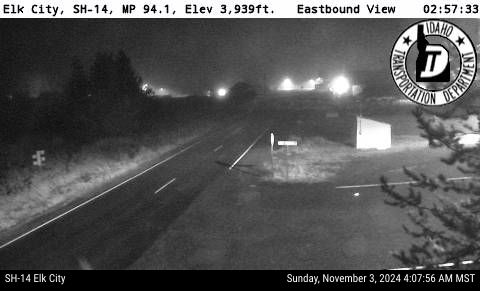 Elk City, SH-14, MP 94.1, Elev 3,939ft. Eastbound View 02:57:33
IDAHO
TRANSPORTATION DEPARTMENT
SH-14 Elk City Sunday, November 3, 2024 4:07:56 AM MST